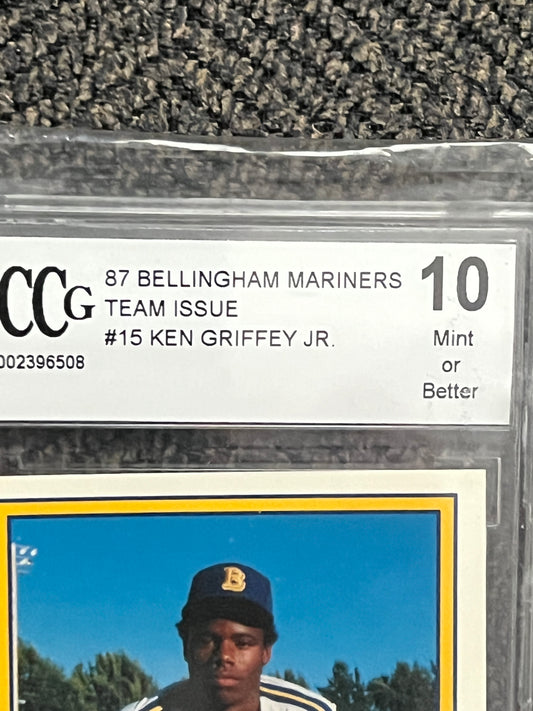 CCG
87 BELLINGHAM MARINERS
TEAM ISSUE
#15 KEN GRIFFEY JR.
002396508
10
Mint
or
Better
B